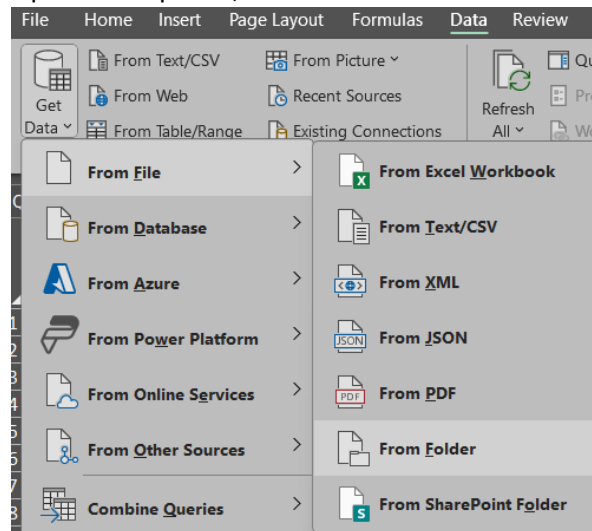 File Home Insert Page Layout Formulas Data Review
From Text/CSV From Picture
Get Data From Web Recent Sources Refresh All
From Table/Range Existing Connections
From File
From Database
From Azure
From Power Platform
From Online Services
From Other Sources
Combine Queries
From Excel Workbook
From Text/CSV
From XML
JSON From JSON
PDF From PDF
From Folder
From SharePoint Folder